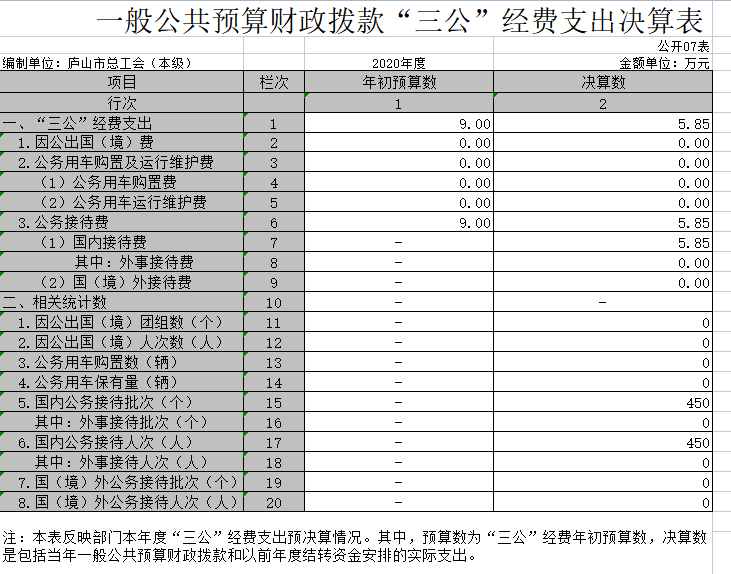 一般公共预算财政拨款“三公”经费支出决算表
公开07表
编制单位：庐山市总工会（本级） 2020年度 金额单位：万元
项目 栏次 年初预算数 决算数
行次 1 2
一、“三公”经费支出 1 9.00 5.85
1.因公出国（境）费 2 0.00 0.00
2.公务用车购置及运行维护费 3 0.00 0.00
（1）公务用车购置费 4 0.00 0.00
（2）公务用车运行维护费 5 0.00 0.00
3.公务接待费 6 9.00 5.85
（1）国内接待费 7 - 5.85
其中：外事接待费 8 - 0.00
（2）国（境）外接待费 9 - 0.00
二、相关统计数 10 - -
1.因公出国（境）团组数（个） 11 - 0
2.因公出国（境）人次数（人） 12 - 0
3.公务用车购置数（辆） 13 - 0
4.公务用车保有量（辆） 14 - 0
5.国内公务接待批次（个） 15 - 450
其中：外事接待批次（个） 16 - 0
6.国内公务接待人次（人） 17 - 450
其中：外事接待人次（人） 18 - 0
7.国（境）外公务接待批次（个） 19 - 0
8.国（境）外公务接待人次（人） 20 - 0
注：本表反映部门本年度“三公”经费支出预决算情况。其中，预算数为“三公”经费年初预算数，决算数
是包括当年一般公共预算财政拨款和以前年度结转资金安排的实际支出。